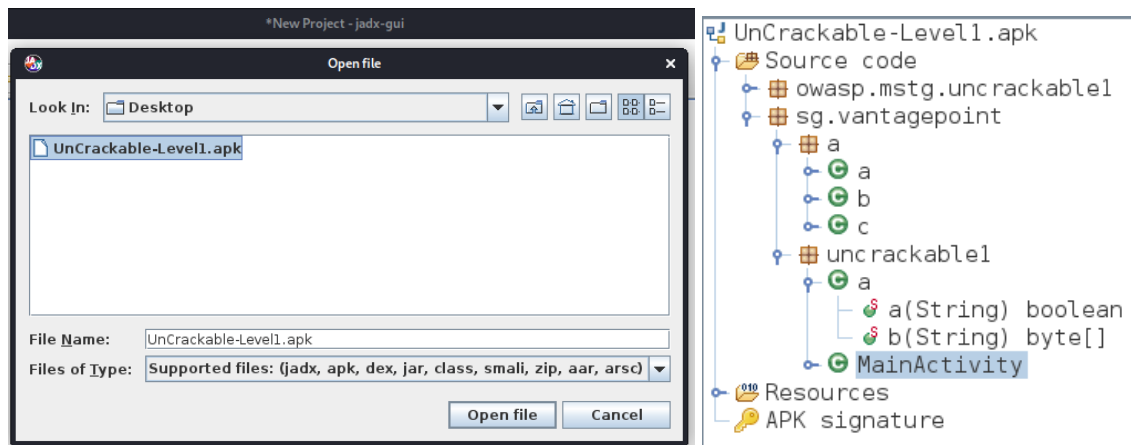 *New Project - jadx-gui
Open file
Look In: Desktop
UnCrackable-Level1.apk
File Name: UnCrackable-Level1.apk
Files of Type: Supported files: (jadx, apk, dex, jar, class, smali, zip, aar, arsc)
Open file Cancel
UnCrackable-Level1.apk
Source code
owasp.mstg.uncrackable1
sg.vantagepoint
a
a
b
c
uncrackable1
a
a(String) boolean
b(String) byte[]
MainActivity
Resources
APK signature